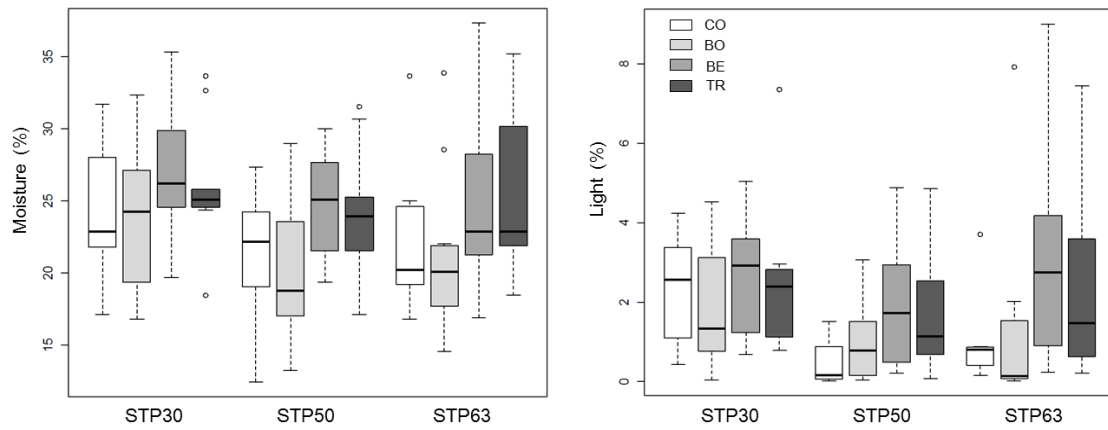 Moisture (%)
35
30
25
20
15
STP30 STP50 STP63
Light (%)
8
6
4
2
0
CO
BO
BE
TR
STP30 STP50 STP63